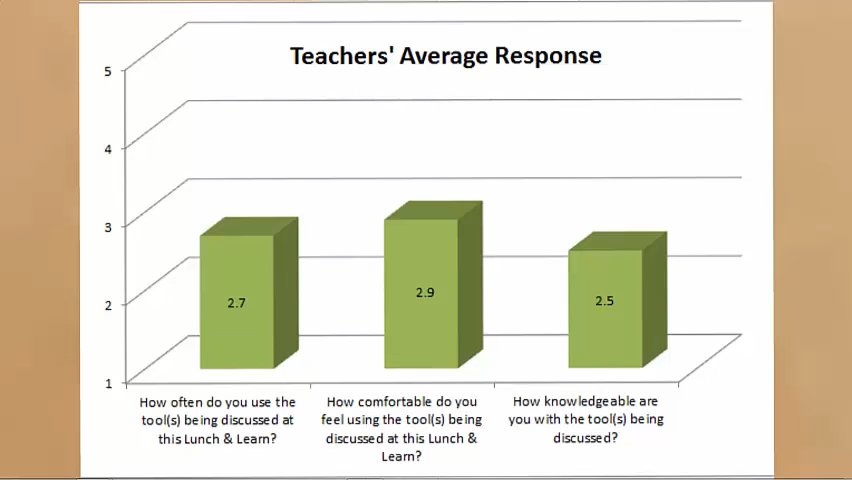 Teachers' Average Response
5
4
3
2
1
2.7
2.9
2.5
How often do you use the
tool(s) being discussed at
this Lunch & Learn?
How comfortable do you
feel using the tool(s) being
discussed at this Lunch &
Learn?
How knowledgeable are
you with the tool(s) being
discussed?